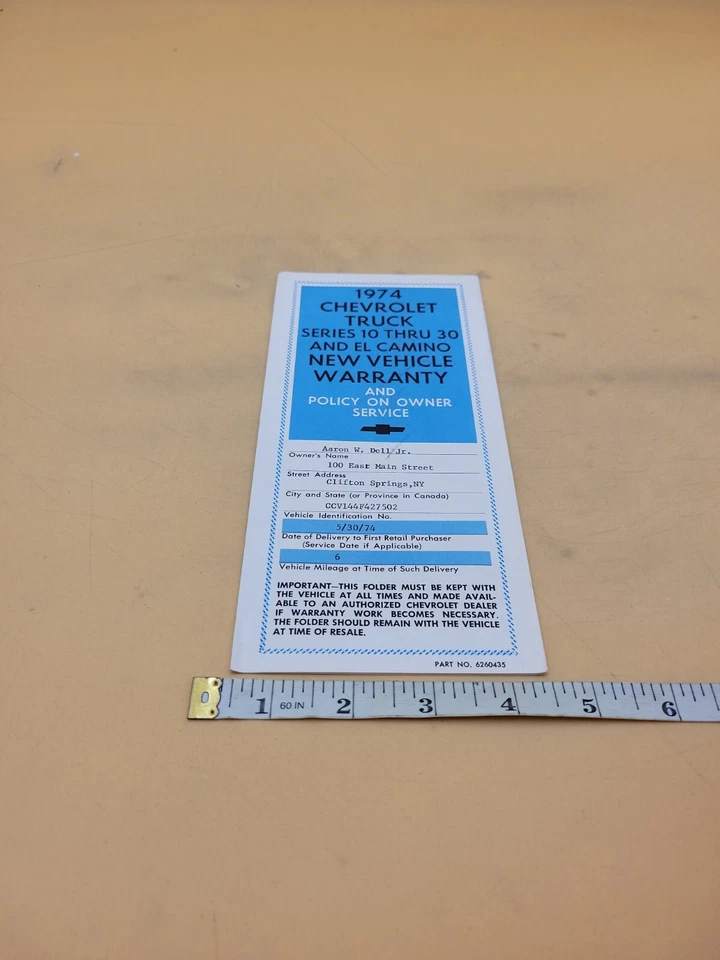 1974
CHEVROLET
TRUCK
SERIES 10 THRU 30
AND EL CAMINO
NEW VEHICLE
WARRANTY
AND
POLICY ON OWNER
SERVICE
Aaron W. Dell Jr.
Owner's Name
100 East Main Street
Street Address
Clifton Springs,NY
City and State (or Province in Canada)
CCV144F427502
Vehicle Identification No.
5/30/74
Date of Delivery to First Retail Purchaser
(Service Date if Applicable)
6
Vehicle Mileage at Time of Such Delivery
IMPORTANT—THIS FOLDER MUST BE KEPT WITH
THE VEHICLE AT ALL TIMES AND MADE AVAIL-
ABLE TO AN AUTHORIZED CHEVROLET DEALER
IF WARRANTY WORK BECOMES NECESSARY.
THE FOLDER SHOULD REMAIN WITH THE VEHICLE
AT TIME OF RESALE.
PART NO. 6260435
1 60 IN 2 3 4 5 6